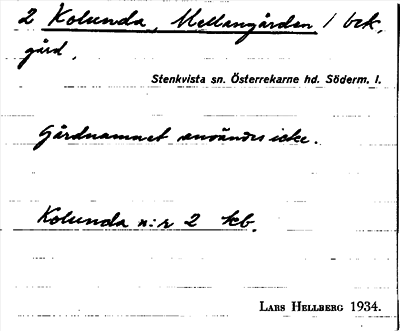 2 Kolunda, Mellangården / bek.
gård.
Stenkvista sn. Österrekarne hd. Söderm. l.
Gårdnamnet användes icke.
Kolunda n:r 2 kb.
LARS HELLBERG 1934.